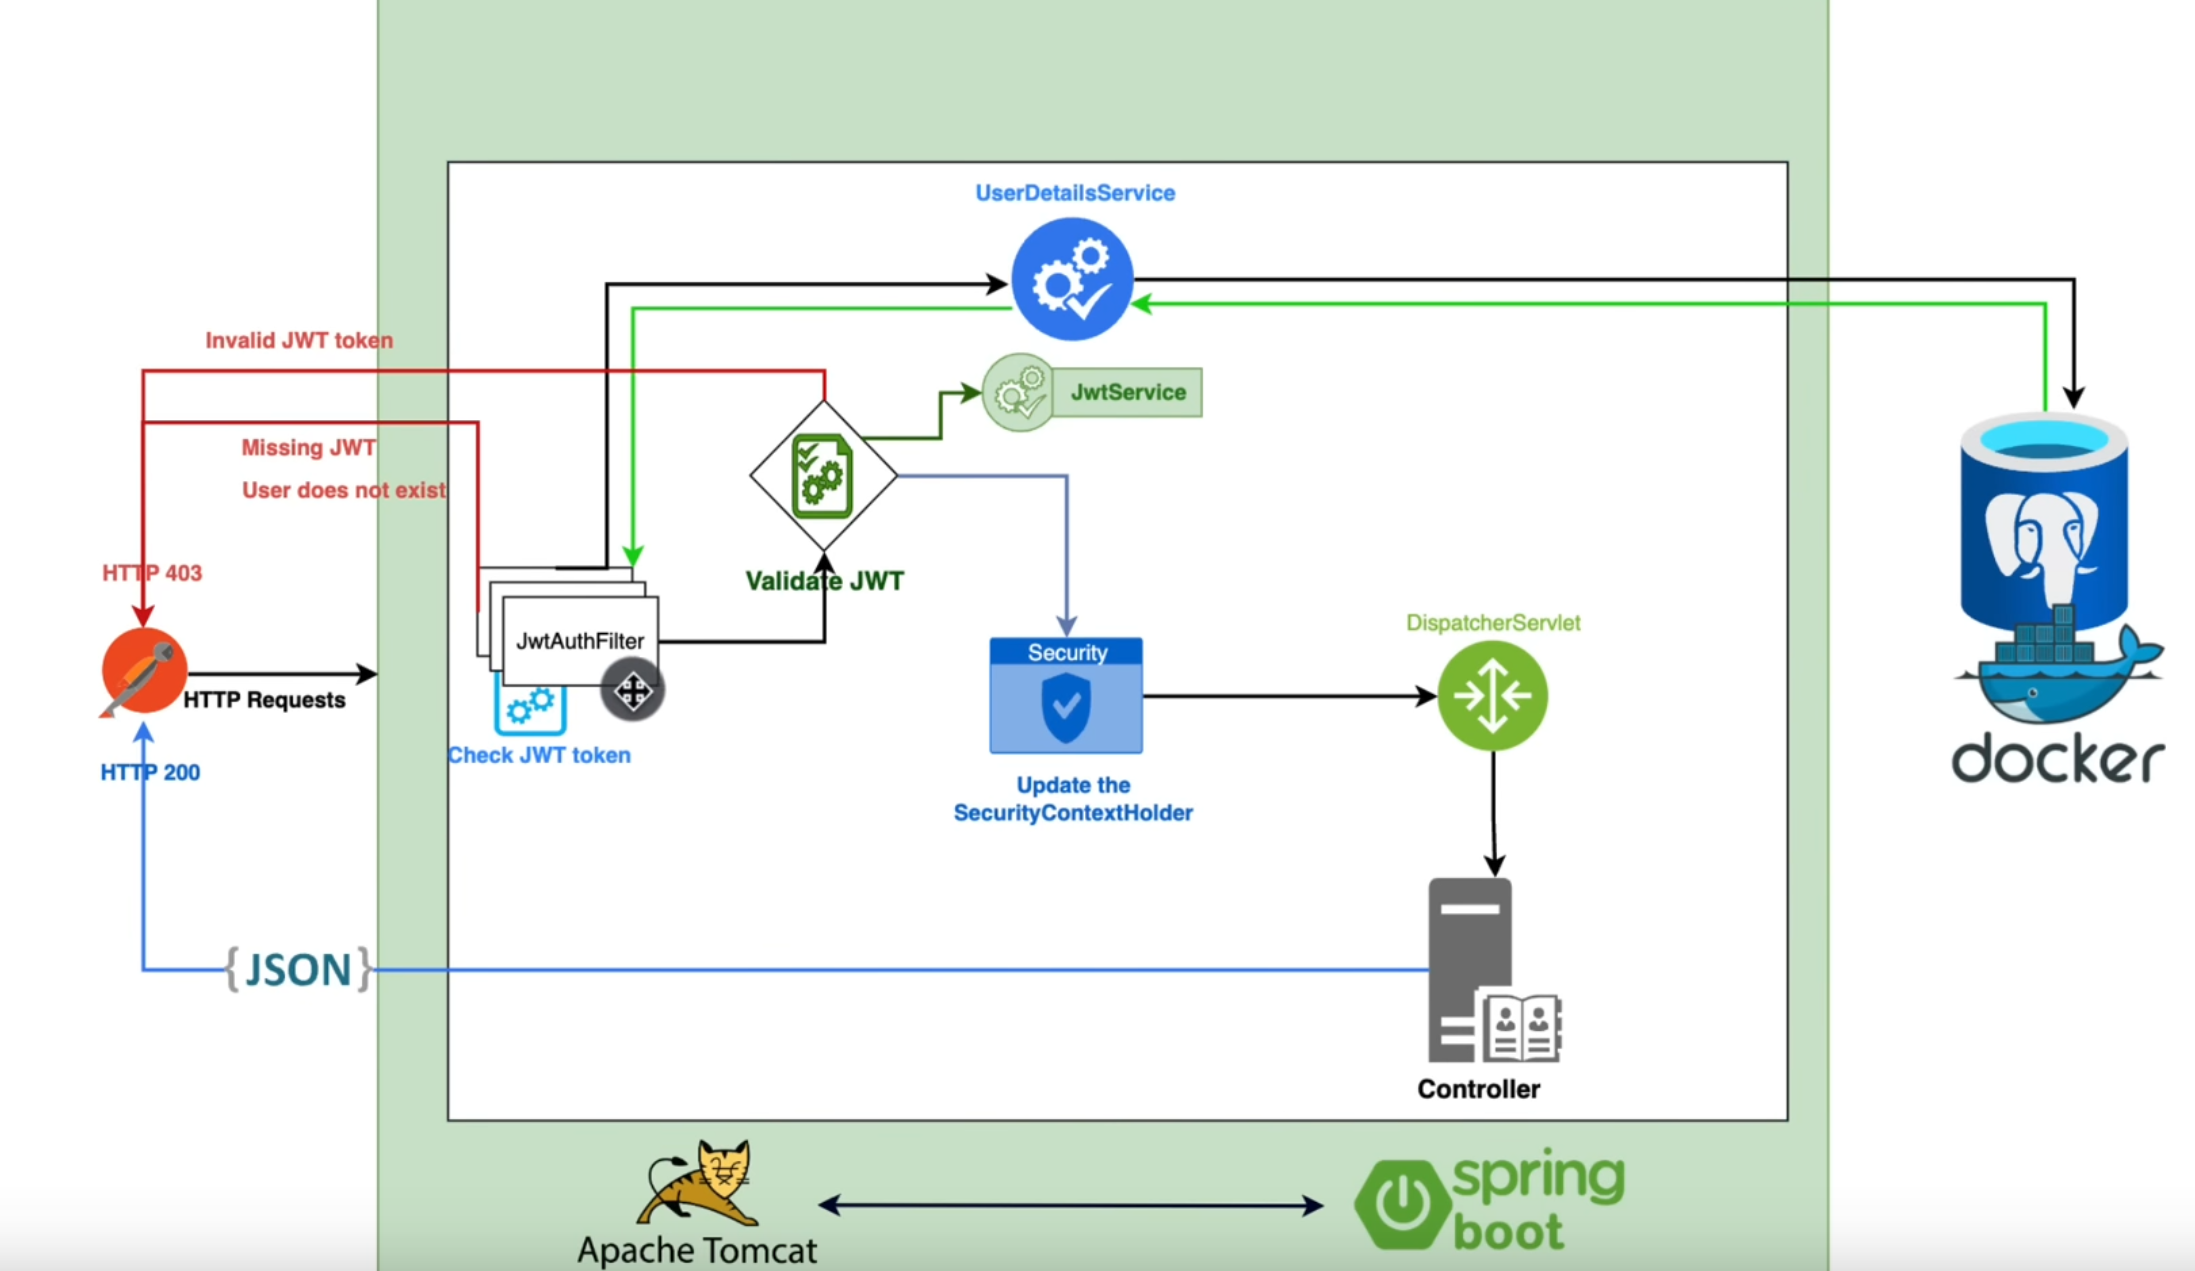 UserDetailsService
Invalid JWT token
JwtService
Missing JWT
User does not exist
HTTP 403
Validate JWT
JwtAuthFilter
DispatcherServlet
Security
HTTP Requests
Check JWT token
HTTP 200
docker
Update the
SecurityContextHolder
{JSON}
Controller
spring
boot
Apache Tomcat